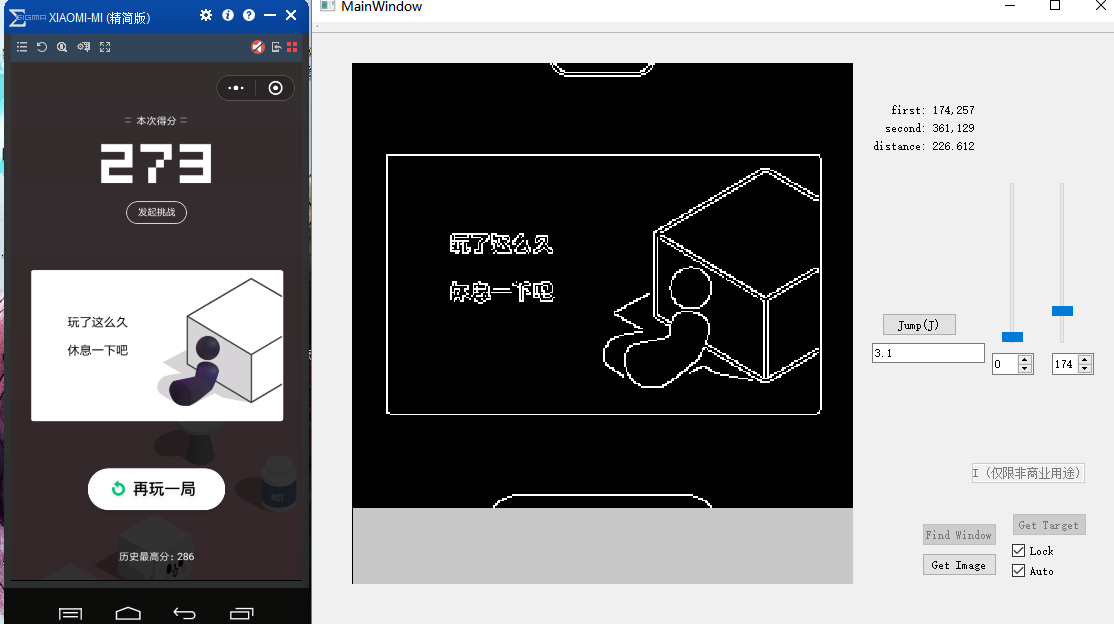 ΣSIGMA XIAOMI-MI (精简版)
本次得分
273
发起挑战
玩了这么久
休息一下吧
再玩一局
历史最高分: 286
MainWindow
玩了这么久
休息一下吧
first: 174,257
second: 361,129
distance: 226.612
Jump(J)
3.1
0
174
I (仅限非商业用途)
Get Target
Find Window
Lock
Get Image
Auto